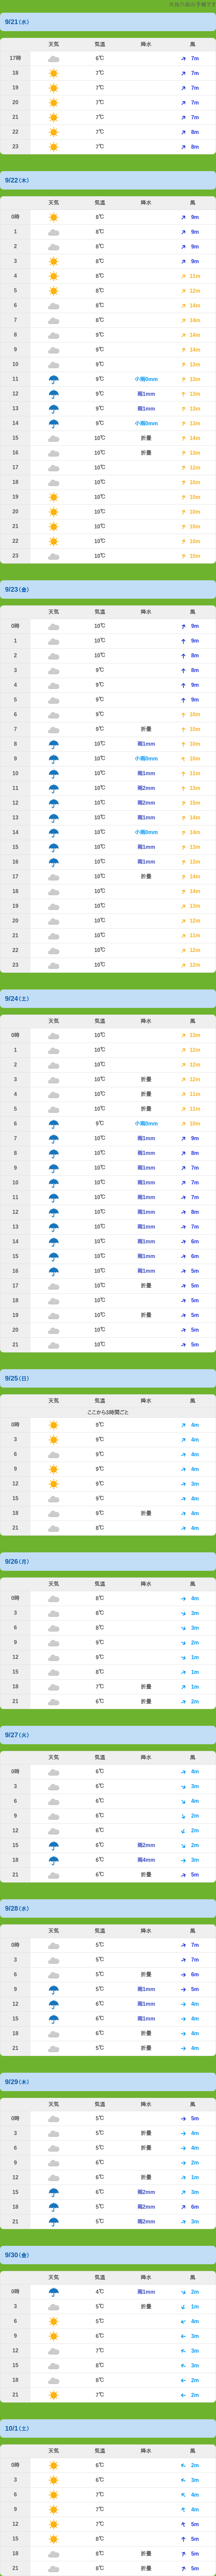 9/21(水)
天気 気温 降水 風
17時 6℃ 7m
18 7℃ 7m
19 7℃ 7m
20 7℃ 7m
21 7℃ 7m
22 7℃ 8m
23 7℃ 8m
9/22(木)
天気 気温 降水 風
0時 8℃ 9m
1 8℃ 9m
2 8℃ 9m
3 8℃ 9m
4 8℃ 11m
5 8℃ 12m
6 8℃ 14m
7 8℃ 14m
8 9℃ 14m
9 9℃ 14m
10 9℃ 13m
11 9℃ 小雨0mm 13m
12 9℃ 雨1mm 13m
13 9℃ 雨1mm 13m
14 9℃ 小雨0mm 13m
15 10℃ 折畳 14m
16 10℃ 折畳 13m
17 10℃ 12m
18 10℃ 10m
19 10℃ 10m
20 10℃ 10m
21 10℃ 10m
22 10℃ 10m
23 10℃ 10m
9/23(金)
天気 気温 降水 風
0時 10℃ 9m
1 10℃ 9m
2 10℃ 8m
3 9℃ 8m
4 9℃ 9m
5 9℃ 9m
6 9℃ 10m
7 9℃ 折畳 10m
8 10℃ 雨1mm 10m
9 10℃ 小雨0mm 10m
10 10℃ 雨1mm 11m
11 10℃ 雨2mm 13m
12 10℃ 雨2mm 15m
13 10℃ 雨1mm 14m
14 10℃ 小雨0mm 14m
15 10℃ 雨1mm 13m
16 10℃ 雨1mm 13m
17 10℃ 折畳 14m
18 10℃ 14m
19 10℃ 13m
20 10℃ 12m
21 10℃ 11m
22 10℃ 12m
23 10℃ 12m
9/24(土)
天気 気温 降水 風
0時 10℃ 13m
1 10℃ 12m
2 10℃ 12m
3 10℃ 折畳 12m
4 10℃ 折畳 11m
5 10℃ 折畳 11m
6 9℃ 小雨0mm 10m
7 10℃ 雨1mm 9m
8 10℃ 雨1mm 8m
9 10℃ 雨1mm 7m
10 10℃ 雨1mm 7m
11 10℃ 雨1mm 7m
12 10℃ 雨1mm 8m
13 10℃ 雨1mm 7m
14 10℃ 雨1mm 6m
15 10℃ 雨1mm 6m
16 10℃ 雨1mm 5m
17 10℃ 折畳 5m
18 10℃ 5m
19 10℃ 折畳 5m
20 10℃ 5m
21 10℃ 5m
9/25(日)
天気 気温 降水 風
ここから3時間ごと
0時 9℃ 4m
3 9℃ 4m
6 9℃ 4m
9 9℃ 4m
12 9℃ 3m
15 9℃ 4m
18 9℃ 折畳 4m
21 8℃ 4m
9/26(月)
天気 気温 降水 風
0時 8℃ 4m
3 8℃ 3m
6 8℃ 3m
9 9℃ 2m
12 9℃ 1m
15 8℃ 1m
18 7℃ 折畳 1m
21 6℃ 折畳 2m
9/27(火)
天気 気温 降水 風
0時 6℃ 4m
3 6℃ 3m
6 6℃ 4m
9 6℃ 2m
12 6℃ 2m
15 6℃ 雨2mm 2m
18 6℃ 雨4mm 3m
21 6℃ 折畳 5m
9/28(水)
天気 気温 降水 風
0時 5℃ 7m
3 5℃ 7m
6 5℃ 折畳 6m
9 5℃ 雨1mm 5m
12 6℃ 雨1mm 4m
15 6℃ 雨1mm 4m
18 6℃ 折畳 4m
21 5℃ 折畳 4m
9/29(木)
天気 気温 降水 風
0時 5℃ 5m
3 5℃ 折畳 4m
6 5℃ 折畳 4m
9 6℃ 2m
12 6℃ 折畳 1m
15 6℃ 雨2mm 3m
18 5℃ 雨2mm 6m
21 5℃ 雨2mm 3m
9/30(金)
天気 気温 降水 風
0時 4℃ 雨1mm 2m
3 5℃ 折畳 1m
6 5℃ 4m
9 6℃ 3m
12 7℃ 3m
15 8℃ 3m
18 8℃ 2m
21 7℃ 2m
10/1(土)
天気 気温 降水 風
0時 6℃ 2m
3 6℃ 3m
6 7℃ 4m
9 7℃ 4m
12 7℃ 5m
15 8℃ 5m
18 8℃ 折畳 5m
21 8℃ 折畳 5m